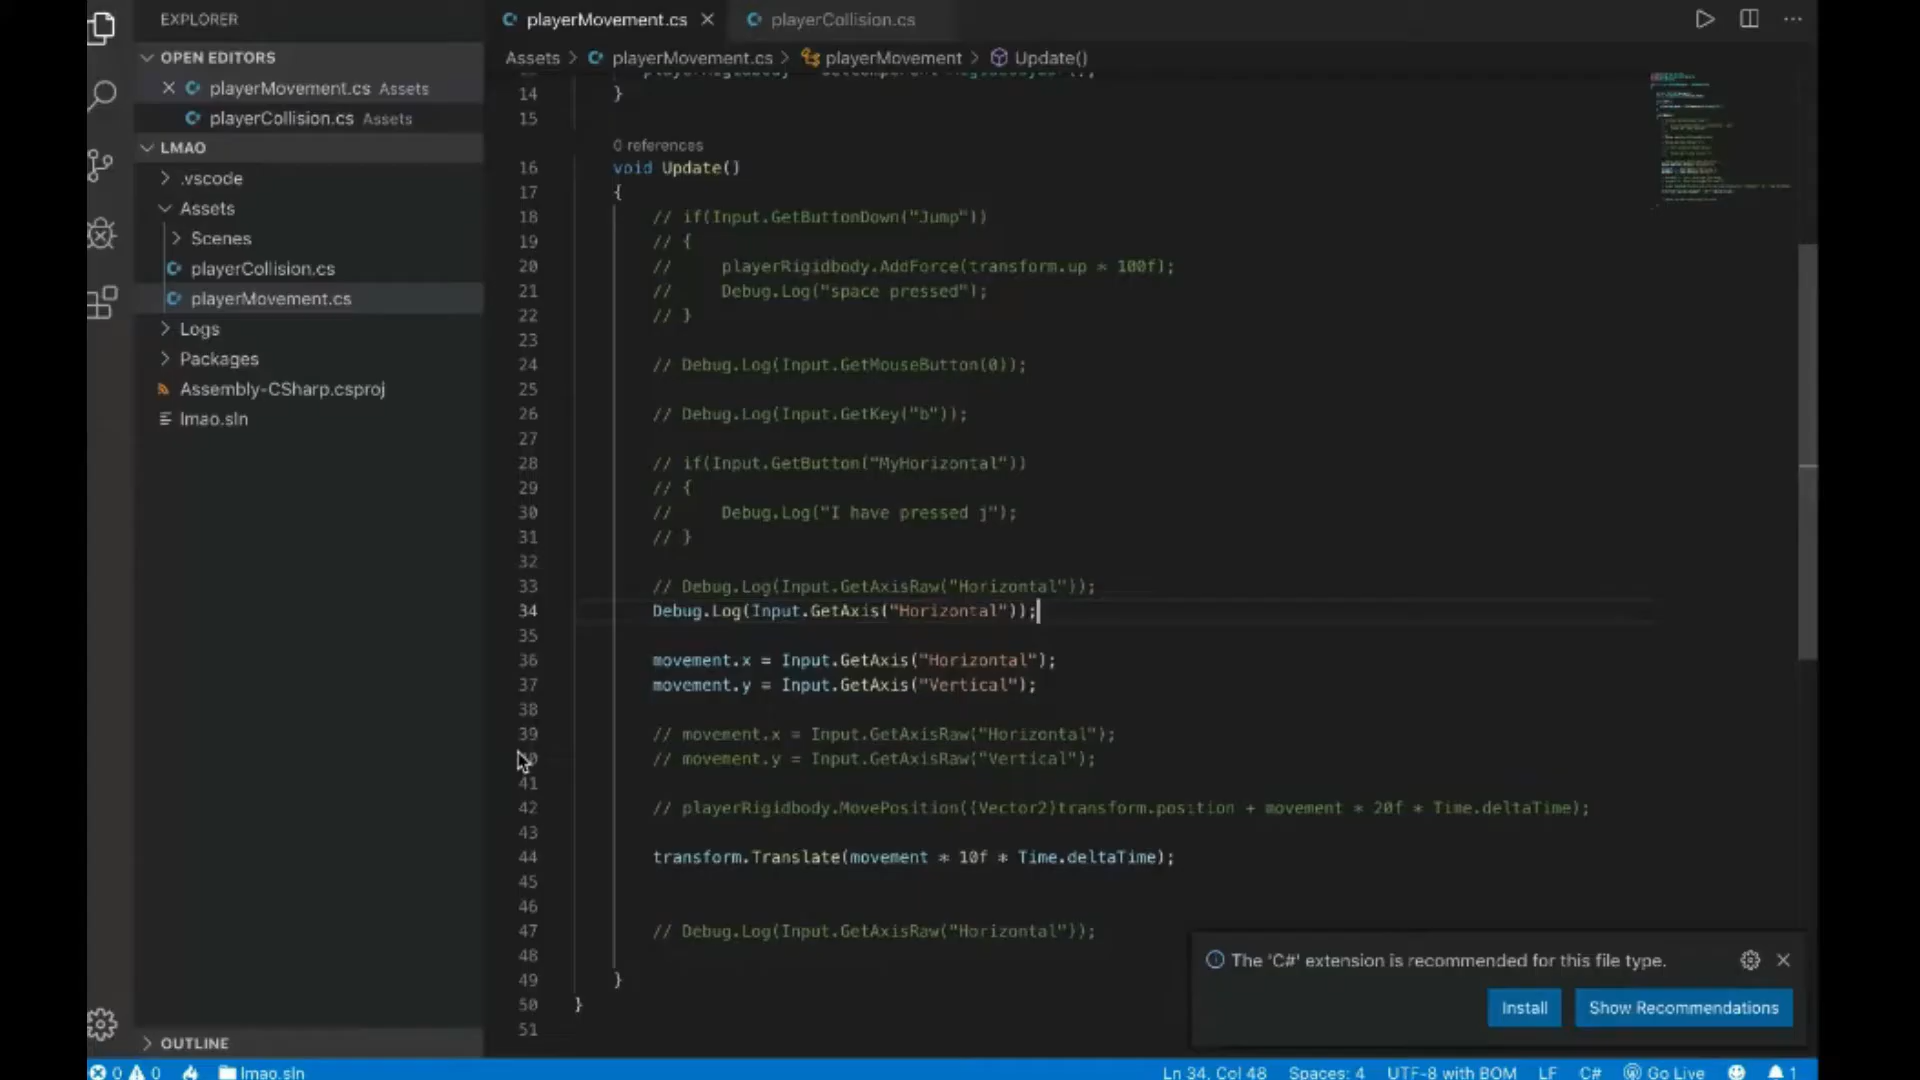 EXPLORER
OPEN EDITORS
playerMovement.cs Assets
playerCollision.cs Assets
LMAO
.vscode
Assets
Scenes
playerCollision.cs
playerMovement.cs
Logs
Packages
Assembly-CSharp.csproj
lmao.sln
OUTLINE
playerMovement.cs
playerCollision.cs
Assets > playerMovement.cs > playerMovement > Update()
14 }
15
0 references
16 void Update()
17 {
18 // if(Input.GetButtonDown("Jump"))
19 // {
20 //     playerRigidbody.AddForce(transform.up * 100f);
21 //     Debug.Log("space pressed");
22 // }
23
24 // Debug.Log(Input.GetMouseButton(0));
25
26 // Debug.Log(Input.GetKey("b"));
27
28 // if(Input.GetButton("MyHorizontal"))
29 // {
30 //     Debug.Log("I have pressed j");
31 // }
32
33 // Debug.Log(Input.GetAxisRaw("Horizontal"));
34 Debug.Log(Input.GetAxis("Horizontal"));
35
36 movement.x = Input.GetAxis("Horizontal");
37 movement.y = Input.GetAxis("Vertical");
38
39 // movement.x = Input.GetAxisRaw("Horizontal");
// movement.y = Input.GetAxisRaw("Vertical");
41
42 // playerRigidbody.MovePosition((Vector2)transform.position + movement * 20f * Time.deltaTime);
43
44 transform.Translate(movement * 10f * Time.deltaTime);
45
46
47 // Debug.Log(Input.GetAxisRaw("Horizontal"));
48
49 }
50 }
51
The 'C#' extension is recommended for this file type.
Install
Show Recommendations
0 0 lmao.sln Ln 34, Col 48 Spaces: 4 UTF-8 with BOM LF C# Go Live 1